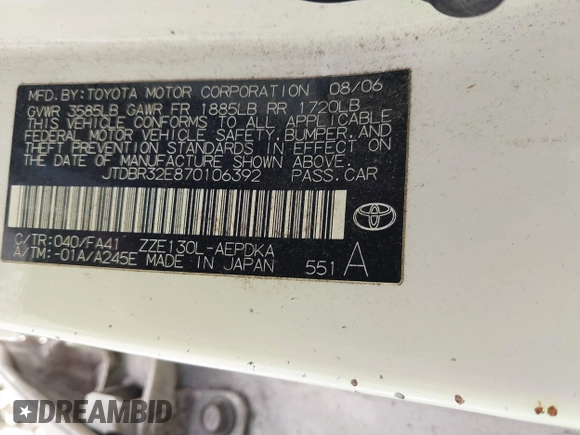 MFD. BY: TOYOTA MOTOR CORPORATION 08/06
GVWR 3585LB GAWR FR 1885LB RR 1720LB
THIS VEHICLE CONFORMS TO ALL APPLICABLE
FEDERAL MOTOR VEHICLE SAFETY, BUMPER, AND
THEFT PREVENTION STANDARDS IN EFFECT ON
THE DATE OF MANUFACTURE SHOWN ABOVE.
JTDBR32E870106392 PASS. CAR
C/TR: 040/FA41 ZZE130L-AEPDKA
A/TM: -01A/A245E MADE IN JAPAN 551 A
TOYOTA
DREAMBID